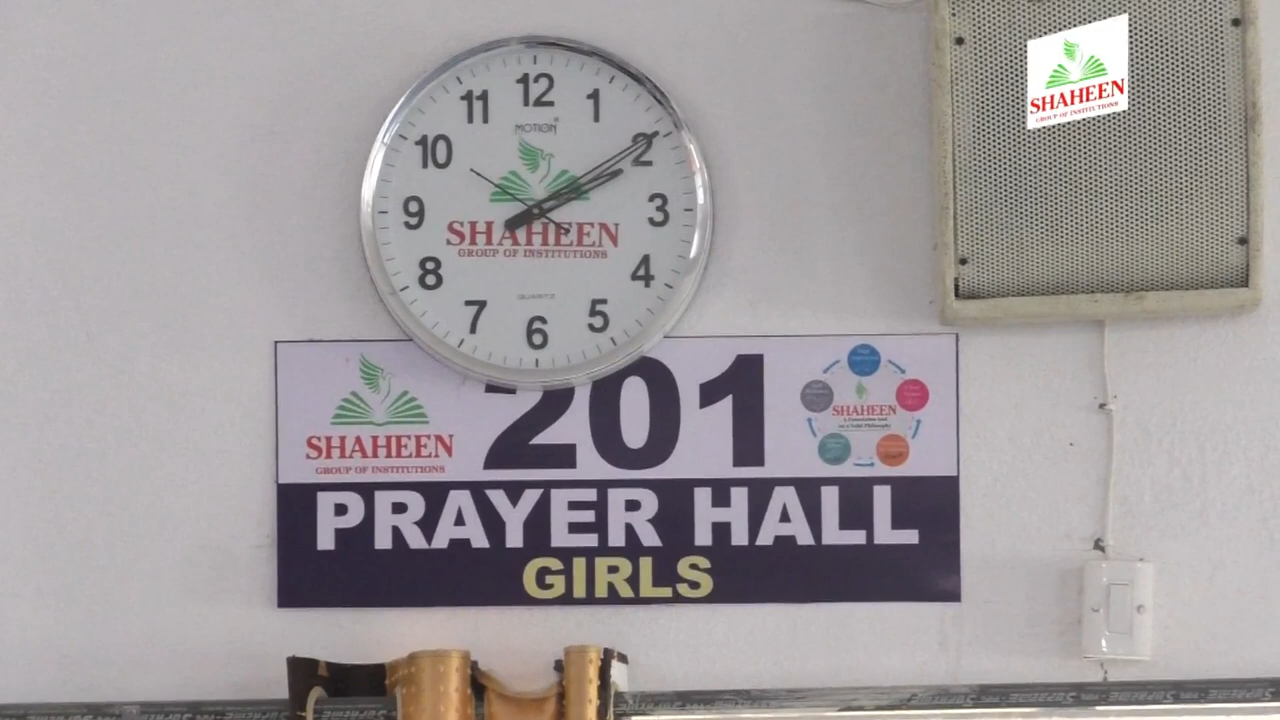 12
1
2
3
4
5
6
7
8
9
10
11
MOTION
SHAHEEN
GROUP OF INSTITUTIONS
QUARTZ
SHAHEEN
GROUP OF INSTITUTIONS
201
SHAHEEN
GROUP OF INSTITUTIONS
SHAHEEN
PRAYER HALL
GIRLS
SUPREME